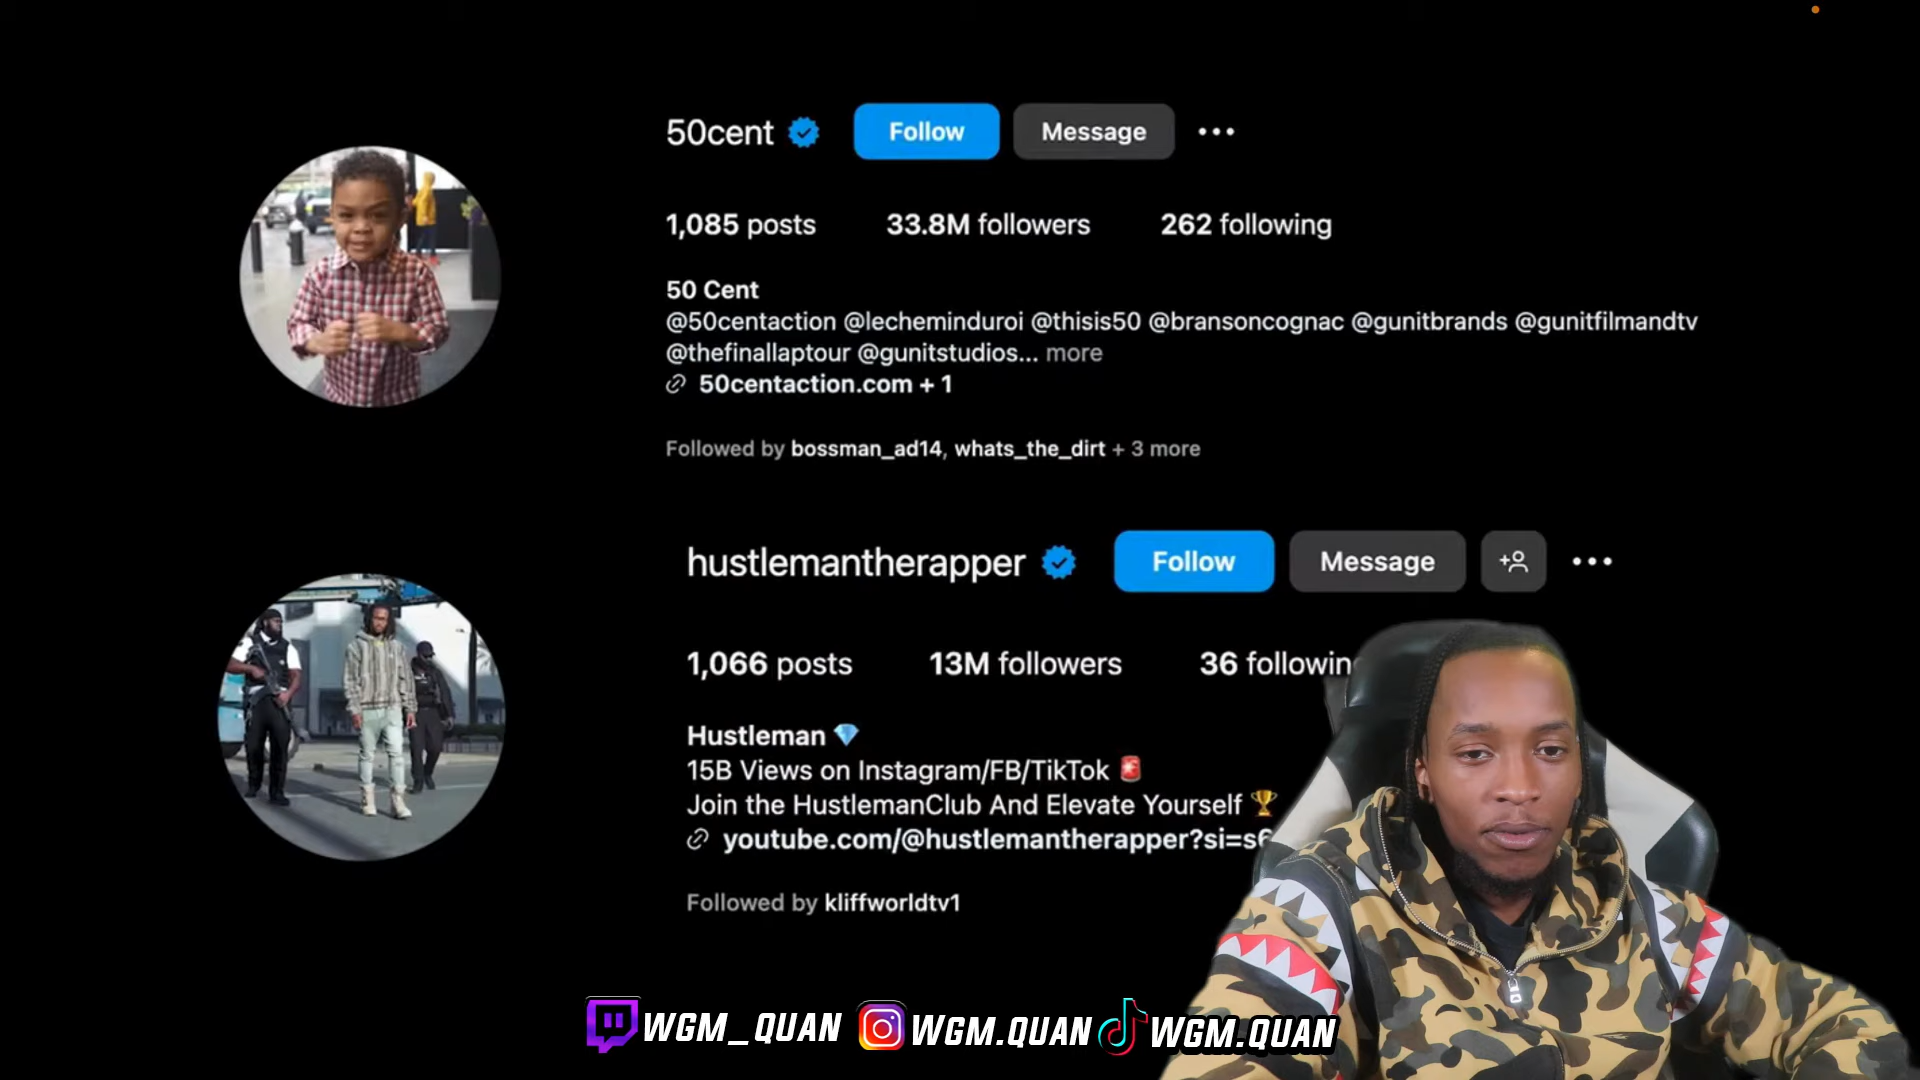 50cent Follow Message
1,085 posts 33.8M followers 262 following
50 Cent
@50centaction @lecheminduroi @thisis50 @bransoncognac @gunitbrands @gunitfilmandtv
@thefinallaptour @gunitstudios... more
50centaction.com + 1
Followed by bossman_ad14, whats_the_dirt + 3 more
hustlemantherapper Follow Message
1,066 posts 13M followers 36 following
Hustleman 💎
15B Views on Instagram/FB/TikTok 🚨
Join the HustlemanClub And Elevate Yourself 🏆
youtube.com/@hustlemantherapper?si=s6
Followed by kliffworldtv1
WGM_QUAN WGM.QUAN WGM.QUAN